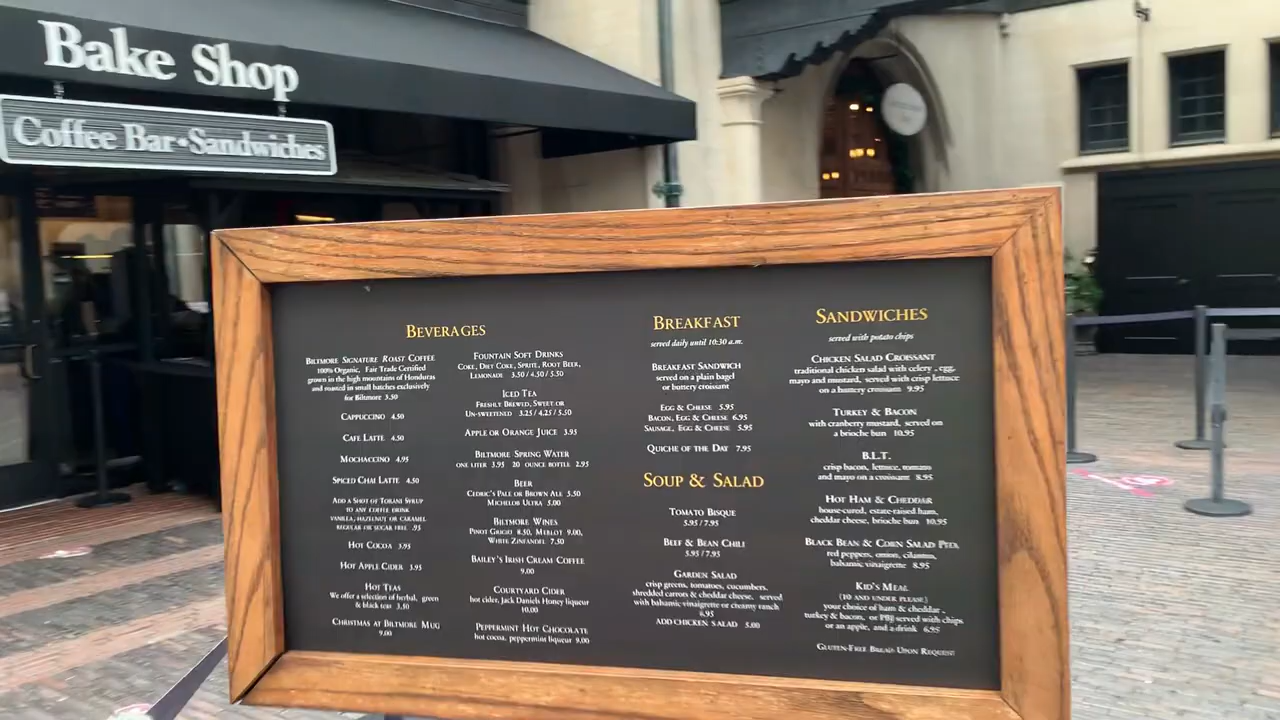 Bake Shop
Coffee Bar•Sandwiches
BEVERAGES
BILTMORE SIGNATURE ROAST COFFEE
100% Organic, Fair Trade Certified
grown in the high mountains of Honduras
and roasted in small batches exclusively
for Biltmore 3.50
CAPPUCCINO 4.50
CAFE LATTE 4.50
MOCHACCINO 4.95
SPICED CHAI LATTE 4.50
ADD A SHOT OF TORANI SYRUP
TO ANY COFFEE DRINK
VANILLA, HAZELNUT OR CARAMEL
REGULAR OR SUGAR FREE .95
HOT COCOA 3.95
HOT APPLE CIDER 3.95
HOT TEAS
We offer a selection of herbal, green
& black teas 3.50
CHRISTMAS AT BILTMORE MUG
9.00
FOUNTAIN SOFT DRINKS
COKE, DIET COKE, SPRITE, ROOT BEER,
LEMONADE 3.50 / 4.50 / 5.50
ICED TEA
FRESHLY BREWED, SWEET OR
UN-SWEETENED 3.25 / 4.25 / 5.50
APPLE OR ORANGE JUICE 3.95
BILTMORE SPRING WATER
ONE LITER 3.95 20 OUNCE BOTTLE 2.95
BEER
CEDRIC'S PALE OR BROWN ALE 5.50
MICHELOB ULTRA 5.00
BILTMORE WINES
PINOT GRIGIO 8.50, MERLOT 9.00,
WHITE ZINFANDEL 7.50
BAILEY'S IRISH CREAM COFFEE
9.00
COURTYARD CIDER
hot cider, Jack Daniels Honey liqueur
10.00
PEPPERMINT HOT CHOCOLATE
hot cocoa, peppermint liqueur 9.00
BREAKFAST
served daily until 10:30 a.m.
BREAKFAST SANDWICH
served on a plain bagel
or buttery croissant
EGG & CHEESE 5.95
BACON, EGG & CHEESE 6.95
SAUSAGE, EGG & CHEESE 5.95
QUICHE OF THE DAY 7.95
SOUP & SALAD
TOMATO BISQUE
5.95 / 7.95
BEEF & BEAN CHILI
5.95 / 7.95
GARDEN SALAD
crisp greens, tomatoes, cucumbers,
shredded carrots & cheddar cheese, served
with balsamic vinaigrette or creamy ranch
6.95
ADD CHICKEN SALAD 5.00
SANDWICHES
served with potato chips
CHICKEN SALAD CROISSANT
traditional chicken salad with celery , egg,
mayo and mustard, served with crisp lettuce
on a buttery croissant 9.95
TURKEY & BACON
with cranberry mustard, served on
a brioche bun 10.95
B.L.T.
crisp bacon, lettuce, tomato
and mayo on a croissant 8.95
HOT HAM & CHEDDAR
house-cured, estate-raised ham,
cheddar cheese, brioche bun 10.95
BLACK BEAN & CORN SALAD PITA
red peppers, onion, cilantro,
balsamic vinaigrette 8.95
KID'S MEAL
(10 AND UNDER PLEASE)
your choice of ham & cheddar ,
turkey & bacon, or PBJ served with chips
or an apple, and a drink 6.95
GLUTEN-FREE BREAD UPON REQUEST